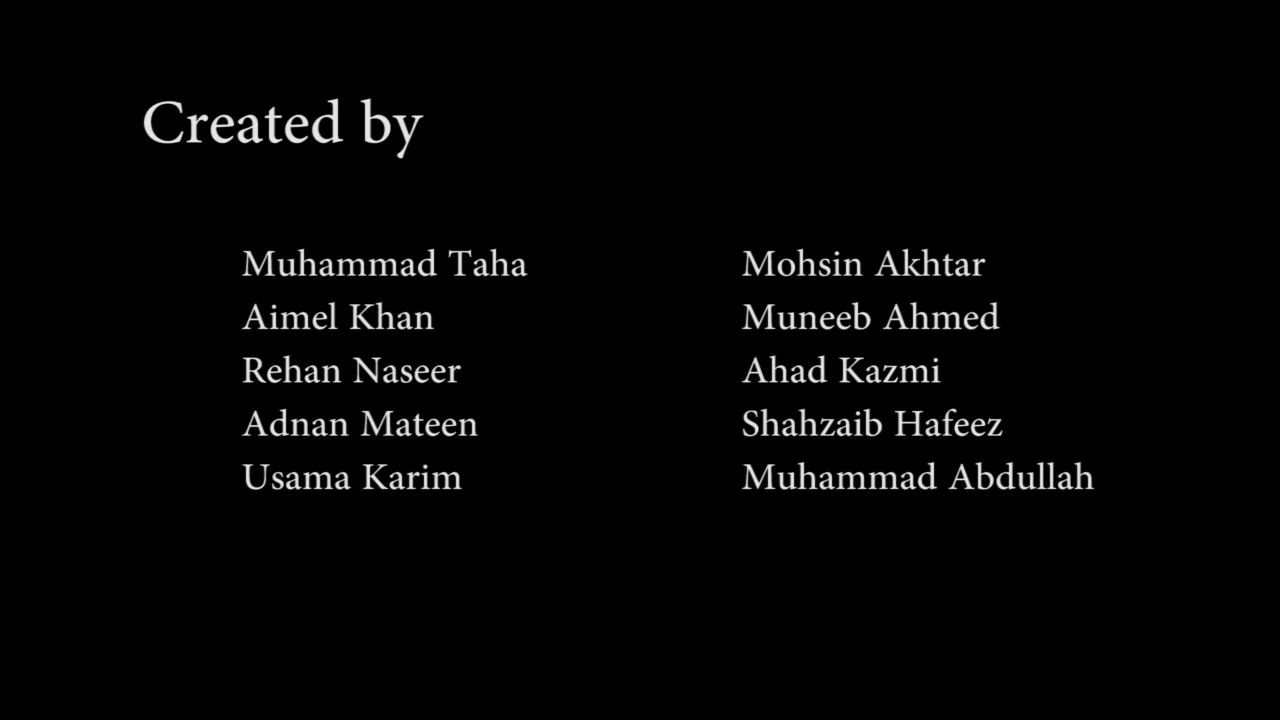 Created by
Muhammad Taha
Aimel Khan
Rehan Naseer
Adnan Mateen
Usama Karim
Mohsin Akhtar
Muneeb Ahmed
Ahad Kazmi
Shahzaib Hafeez
Muhammad Abdullah